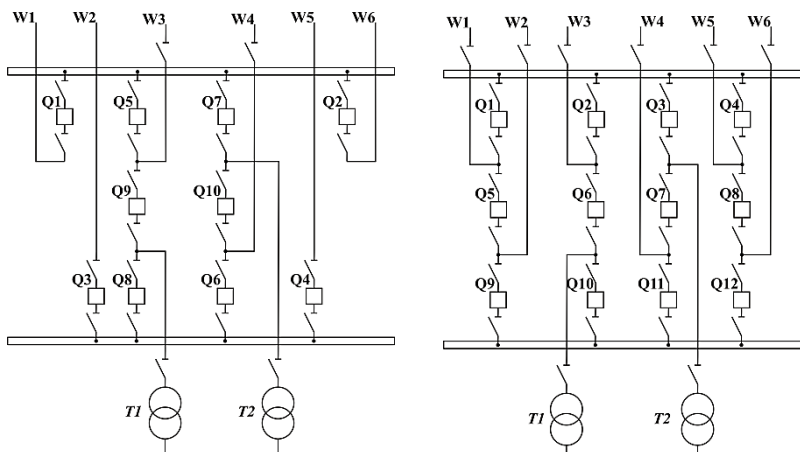 W1 W2 W3 W4 W5 W6
Q1 Q5 Q7 Q2
Q9 Q10
Q3 Q8 Q6 Q4
T1 T2
W1 W2 W3 W4 W5 W6
Q1 Q2 Q3 Q4
Q5 Q6 Q7 Q8
Q9 Q10 Q11 Q12
T1 T2